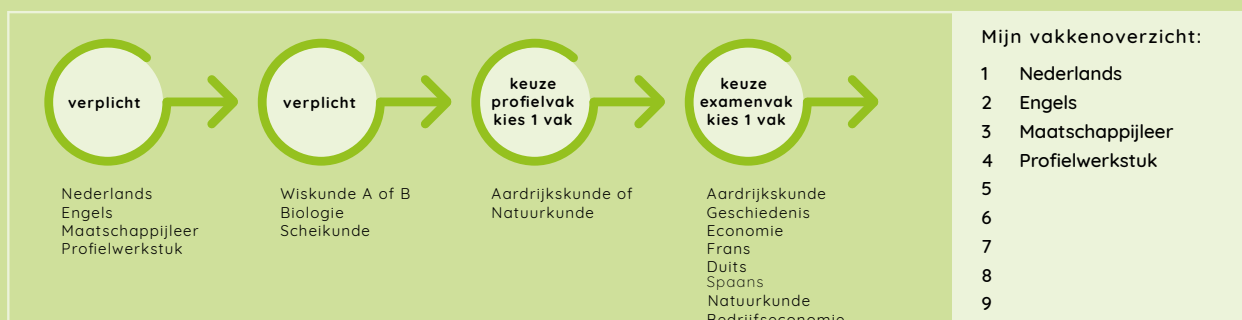 verplicht
Nederlands
Engels
Maatschappijleer
Profielwerkstuk
verplicht
Wiskunde A of B
Biologie
Scheikunde
keuze
profielvak
kies 1 vak
Aardrijkskunde of
Natuurkunde
keuze
examenvak
kies 1 vak
Aardrijkskunde
Geschiedenis
Economie
Frans
Duits
Spaans
Natuurkunde
Bedrijfseconomie
Mijn vakkenoverzicht:
1 Nederlands
2 Engels
3 Maatschappijleer
4 Profielwerkstuk
5
6
7
8
9